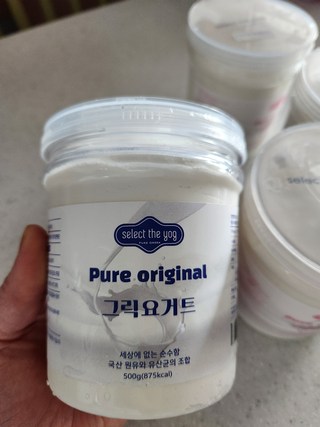 select the yog
Pure original
그릭요거트
세상에 없는 순수함
국산 원유와 유산균의 조합
500g(875kcal)
select